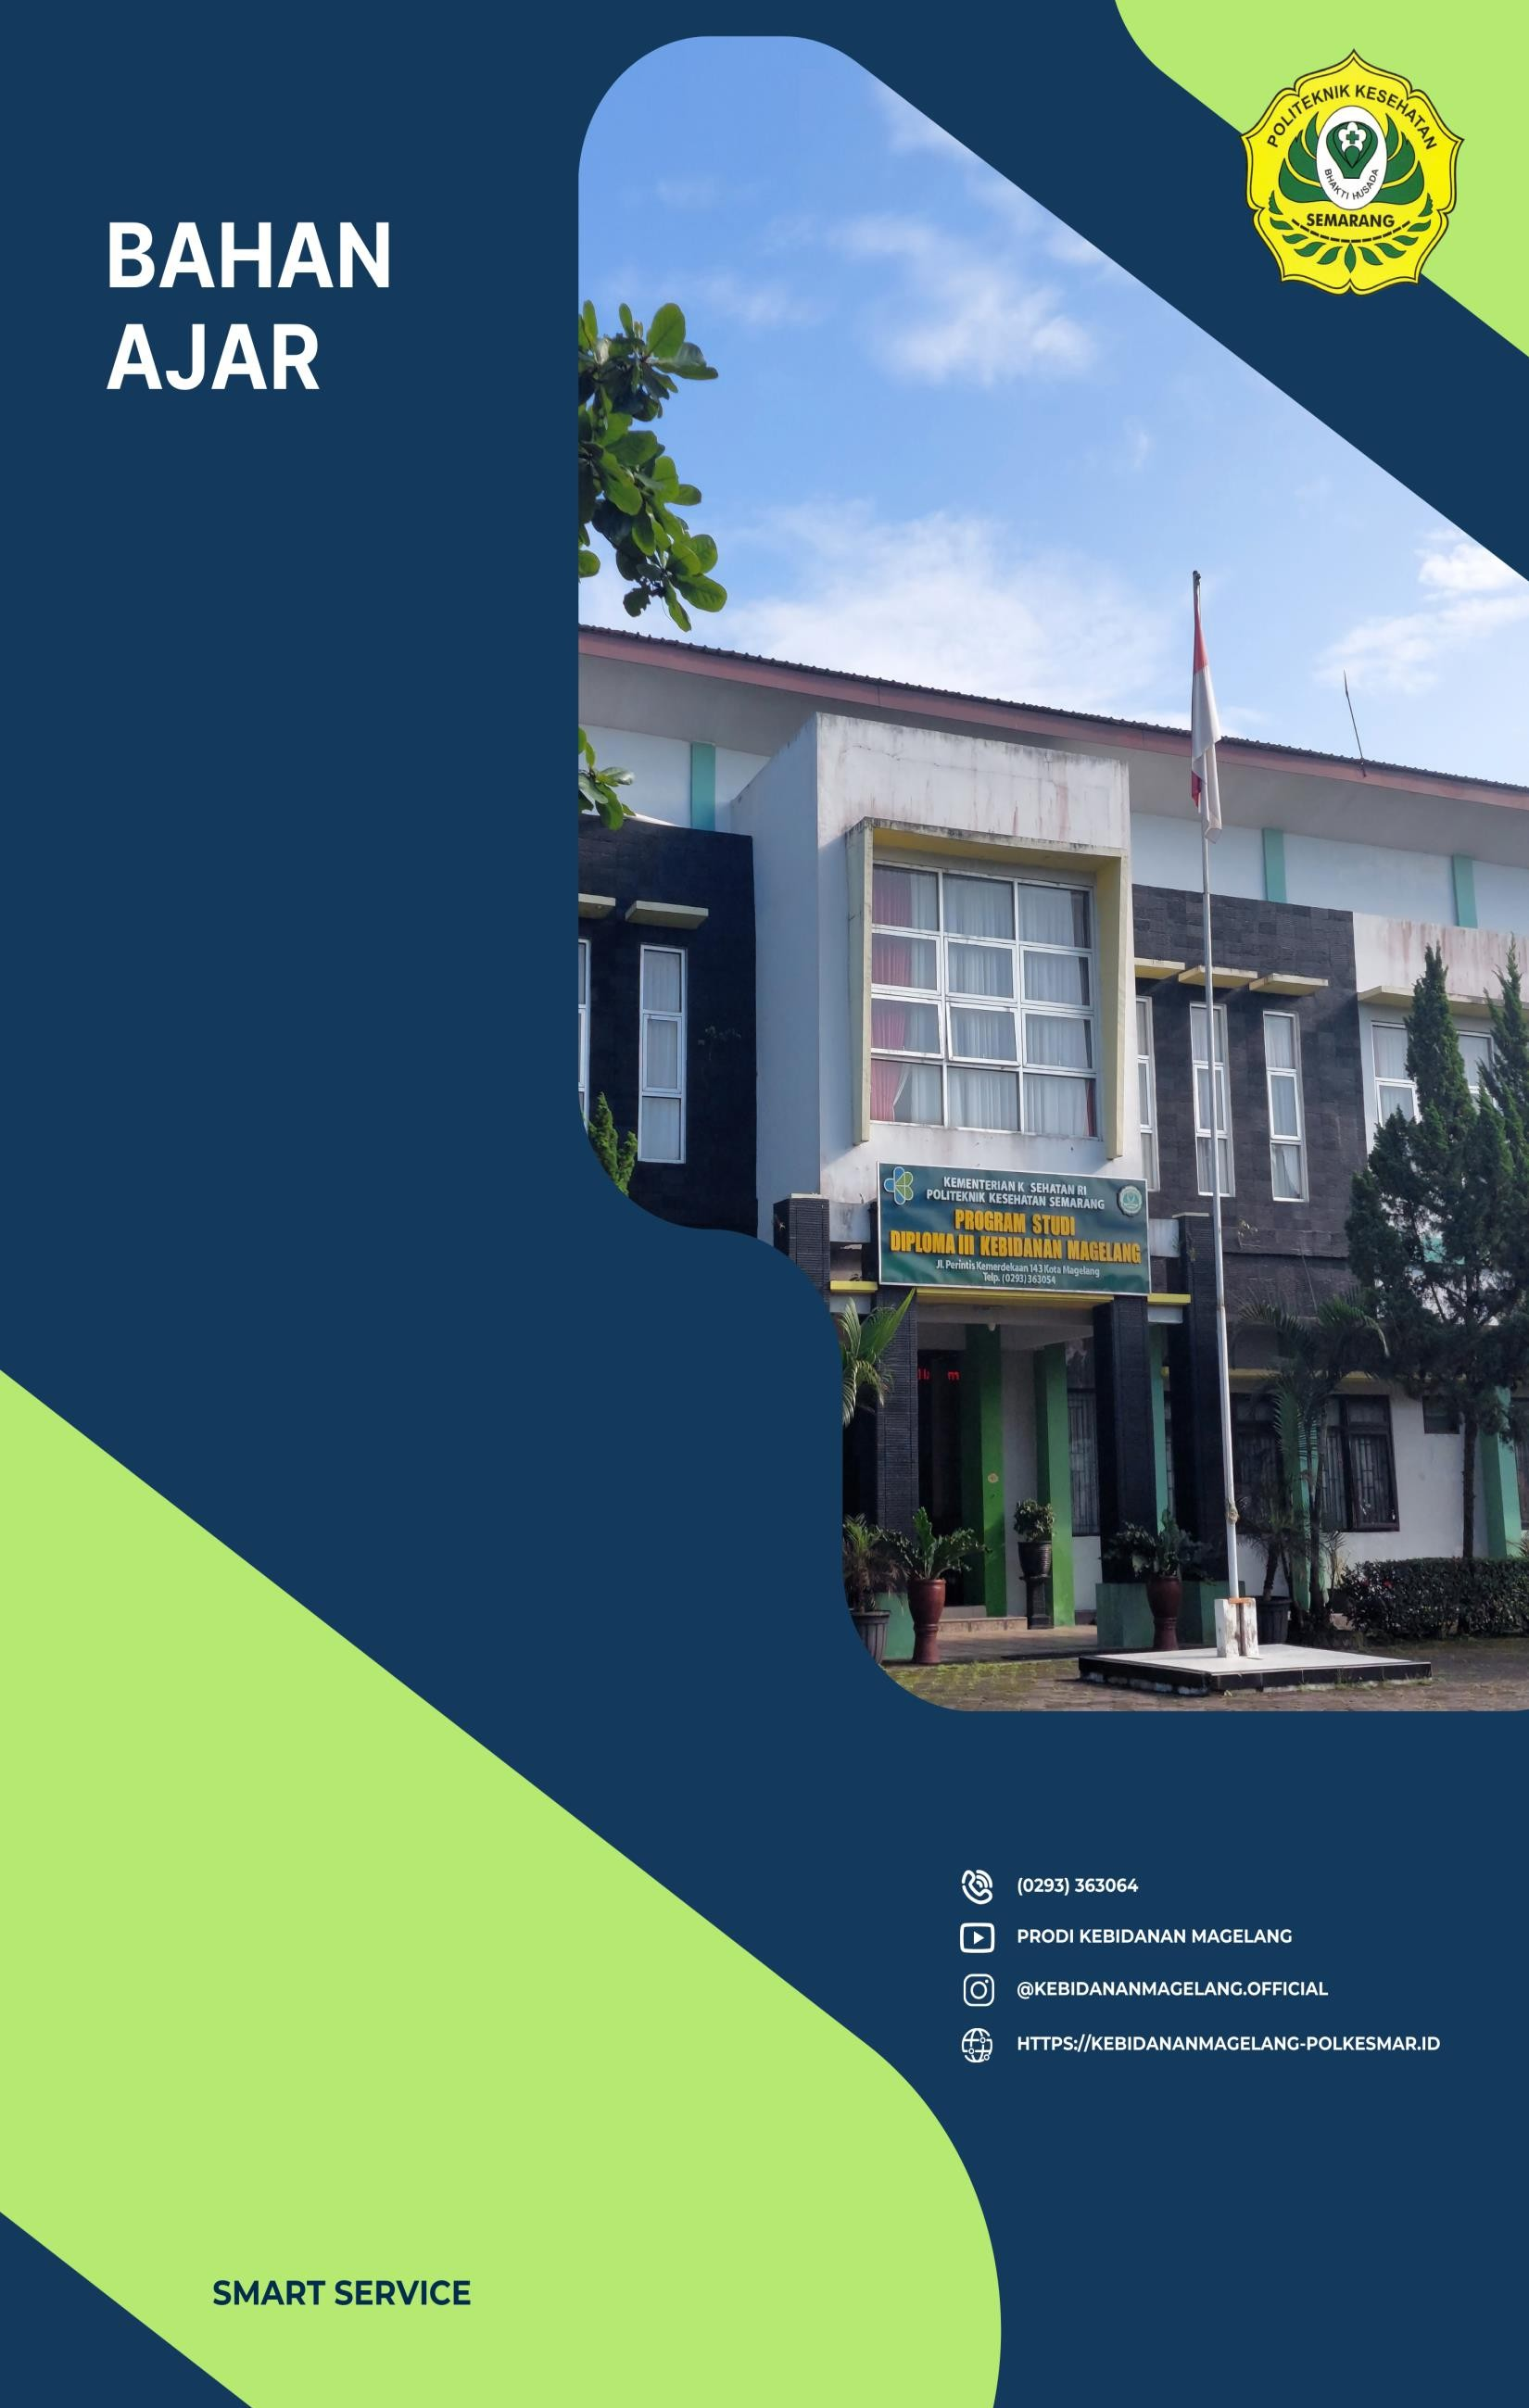 BAHAN
AJAR
POLITEKNIK KESEHATAN
BHAKTI HUSADA
SEMARANG
KEMENTERIAN K SEHATAN RI
POLITEKNIK KESEHATAN SEMARANG
PROGRAM STUDI
DIPLOMA III KEBIDANAN MAGELANG
Jl. Perintis Kemerdekaan 143 Kota Magelang
Telp. (0293) 363054
(0293) 363064
PRODI KEBIDANAN MAGELANG
@KEBIDANANMAGELANG.OFFICIAL
HTTPS://KEBIDANANMAGELANG-POLKESMAR.ID
SMART SERVICE